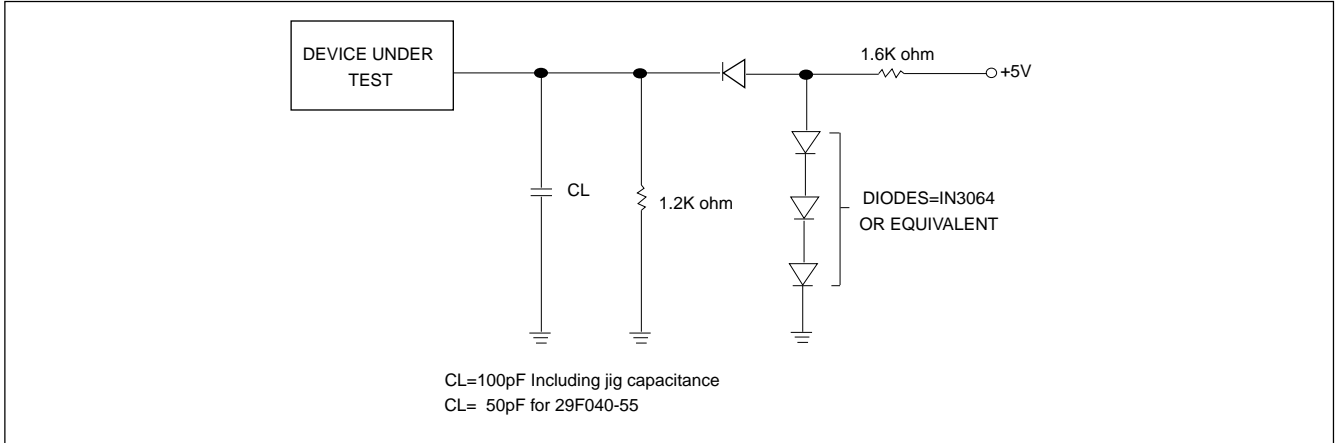 DEVICE UNDER
TEST
1.6K ohm
+5V
CL
1.2K ohm
DIODES=IN3064
OR EQUIVALENT
CL=100pF Including jig capacitance
CL= 50pF for 29F040-55